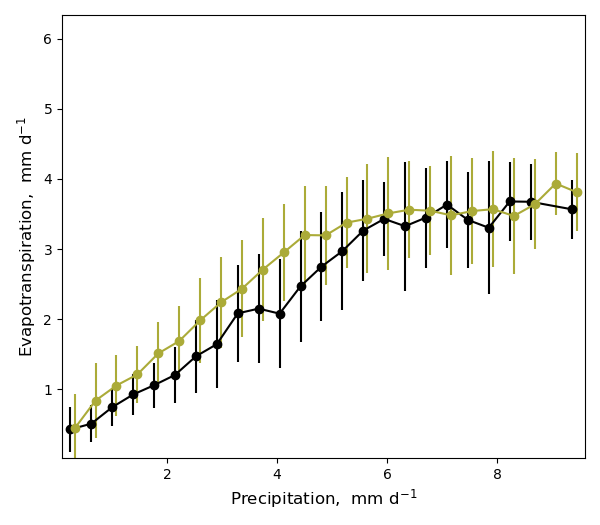 6
5
4
3
2
1
Evapotranspiration,  mm d⁻¹
2 4 6 8
Precipitation,  mm d⁻¹